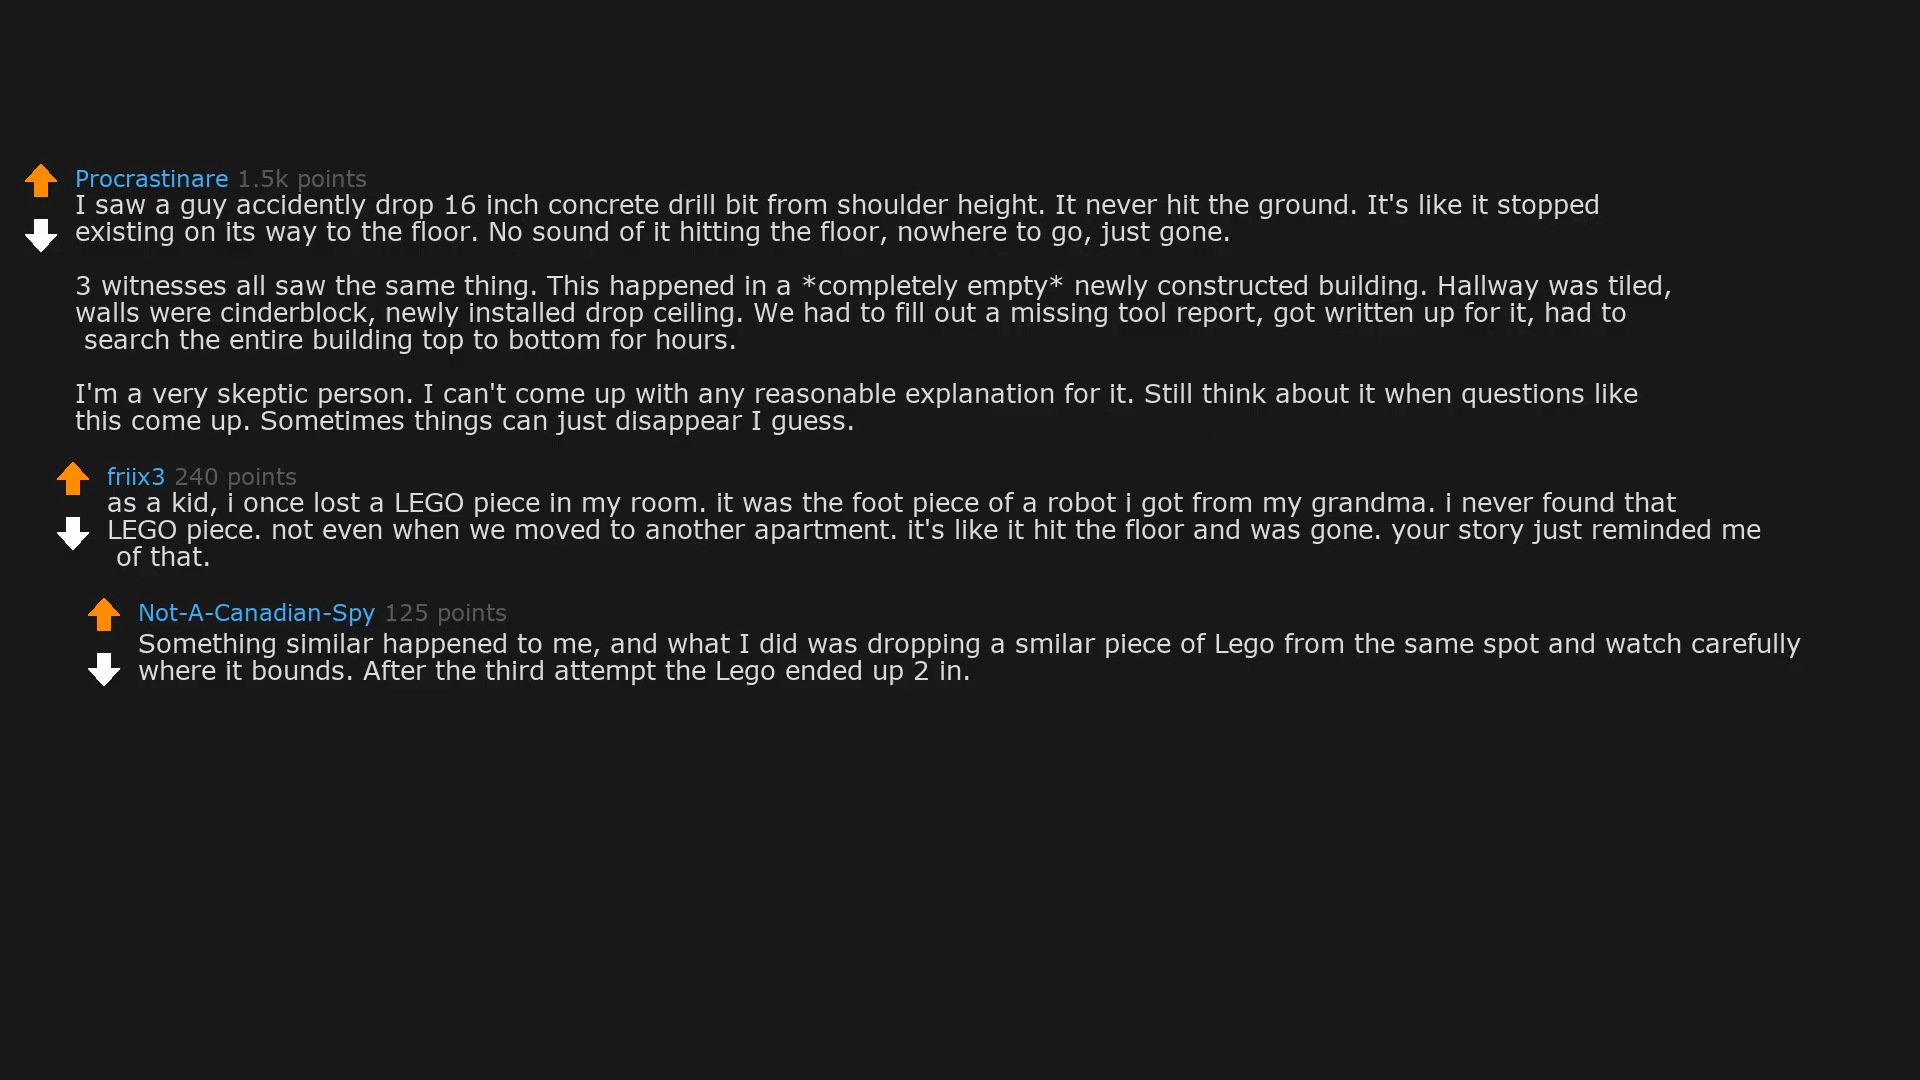 Procrastinare 1.5k points
I saw a guy accidently drop 16 inch concrete drill bit from shoulder height. It never hit the ground. It's like it stopped
existing on its way to the floor. No sound of it hitting the floor, nowhere to go, just gone.
3 witnesses all saw the same thing. This happened in a *completely empty* newly constructed building. Hallway was tiled,
walls were cinderblock, newly installed drop ceiling. We had to fill out a missing tool report, got written up for it, had to
search the entire building top to bottom for hours.
I'm a very skeptic person. I can't come up with any reasonable explanation for it. Still think about it when questions like
this come up. Sometimes things can just disappear I guess.
friix3 240 points
as a kid, i once lost a LEGO piece in my room. it was the foot piece of a robot i got from my grandma. i never found that
LEGO piece. not even when we moved to another apartment. it's like it hit the floor and was gone. your story just reminded me
of that.
Not-A-Canadian-Spy 125 points
Something similar happened to me, and what I did was dropping a smilar piece of Lego from the same spot and watch carefully
where it bounds. After the third attempt the Lego ended up 2 in.